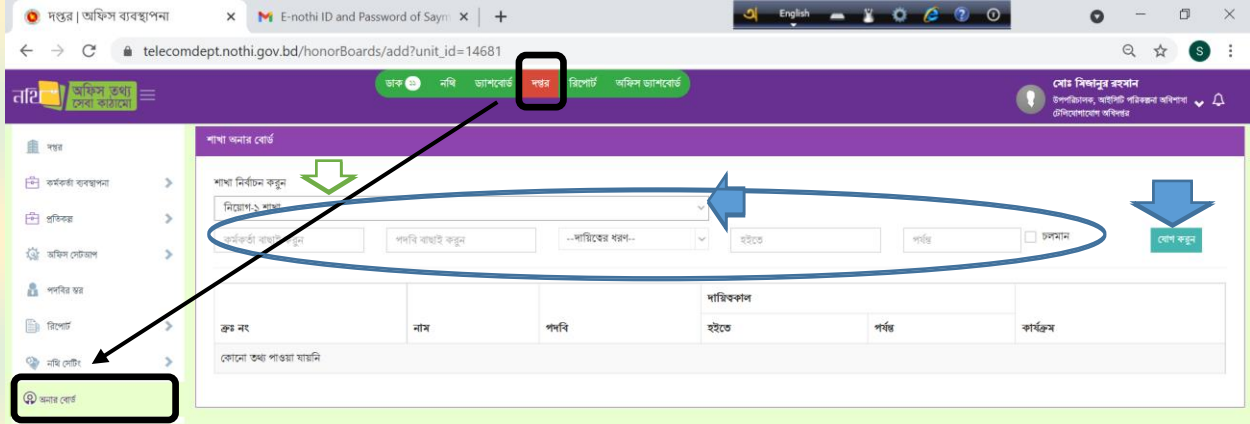 দপ্তর | অফিস ব্যবস্থাপনা
E-nothi ID and Password of Saym
English
telecomdept.nothi.gov.bd/honorBoards/add?unit_id=14681
S
নথি
অফিস তথ্য
সেবা কাঠামো
ডাক নথি ড্যাশবোর্ড দপ্তর রিপোর্ট অফিস ড্যাশবোর্ড
মোঃ মিজানুর রহমান
উপপরিচালক, আইসিটি পরিকল্পনা অধিশাখা
টেলিযোগাযোগ অধিদপ্তর
দপ্তর
কর্মকর্তা ব্যবস্থাপনা
প্রতিকল্প
অফিস সেটআপ
পদবির স্তর
রিপোর্ট
নথি সেটিং
অনার বোর্ড
শাখা অনার বোর্ড
শাখা নির্বাচন করুন
নিয়োগ-১ শাখা
কর্মকর্তা বাছাই করুন পদবি বাছাই করুন --দায়িত্বের ধরণ-- হইতে পর্যন্ত চলমান যোগ করুন
দায়িত্বকাল
ক্রঃ নং নাম পদবি হইতে পর্যন্ত কার্যক্রম
কোনো তথ্য পাওয়া যায়নি